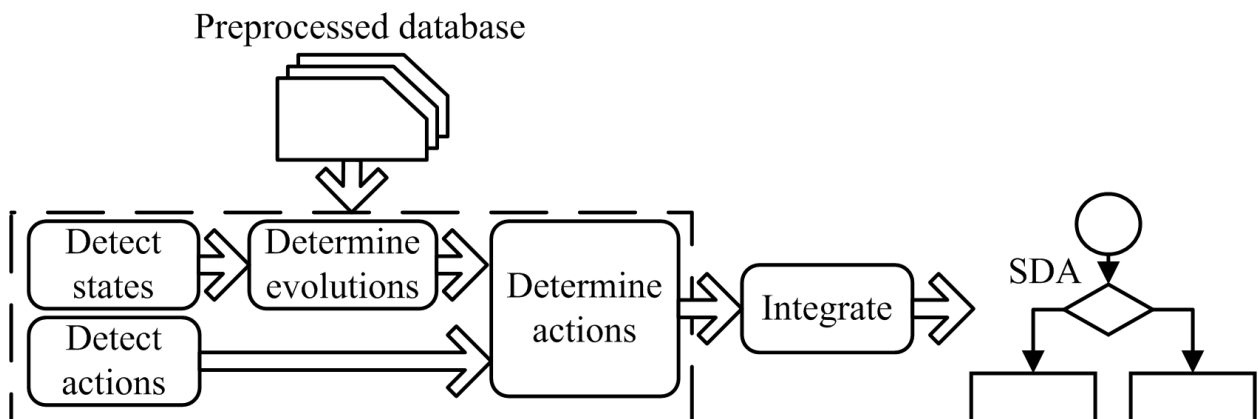 Preprocessed database
Detect
states
Determine
evolutions
Detect
actions
Determine
actions
Integrate
SDA